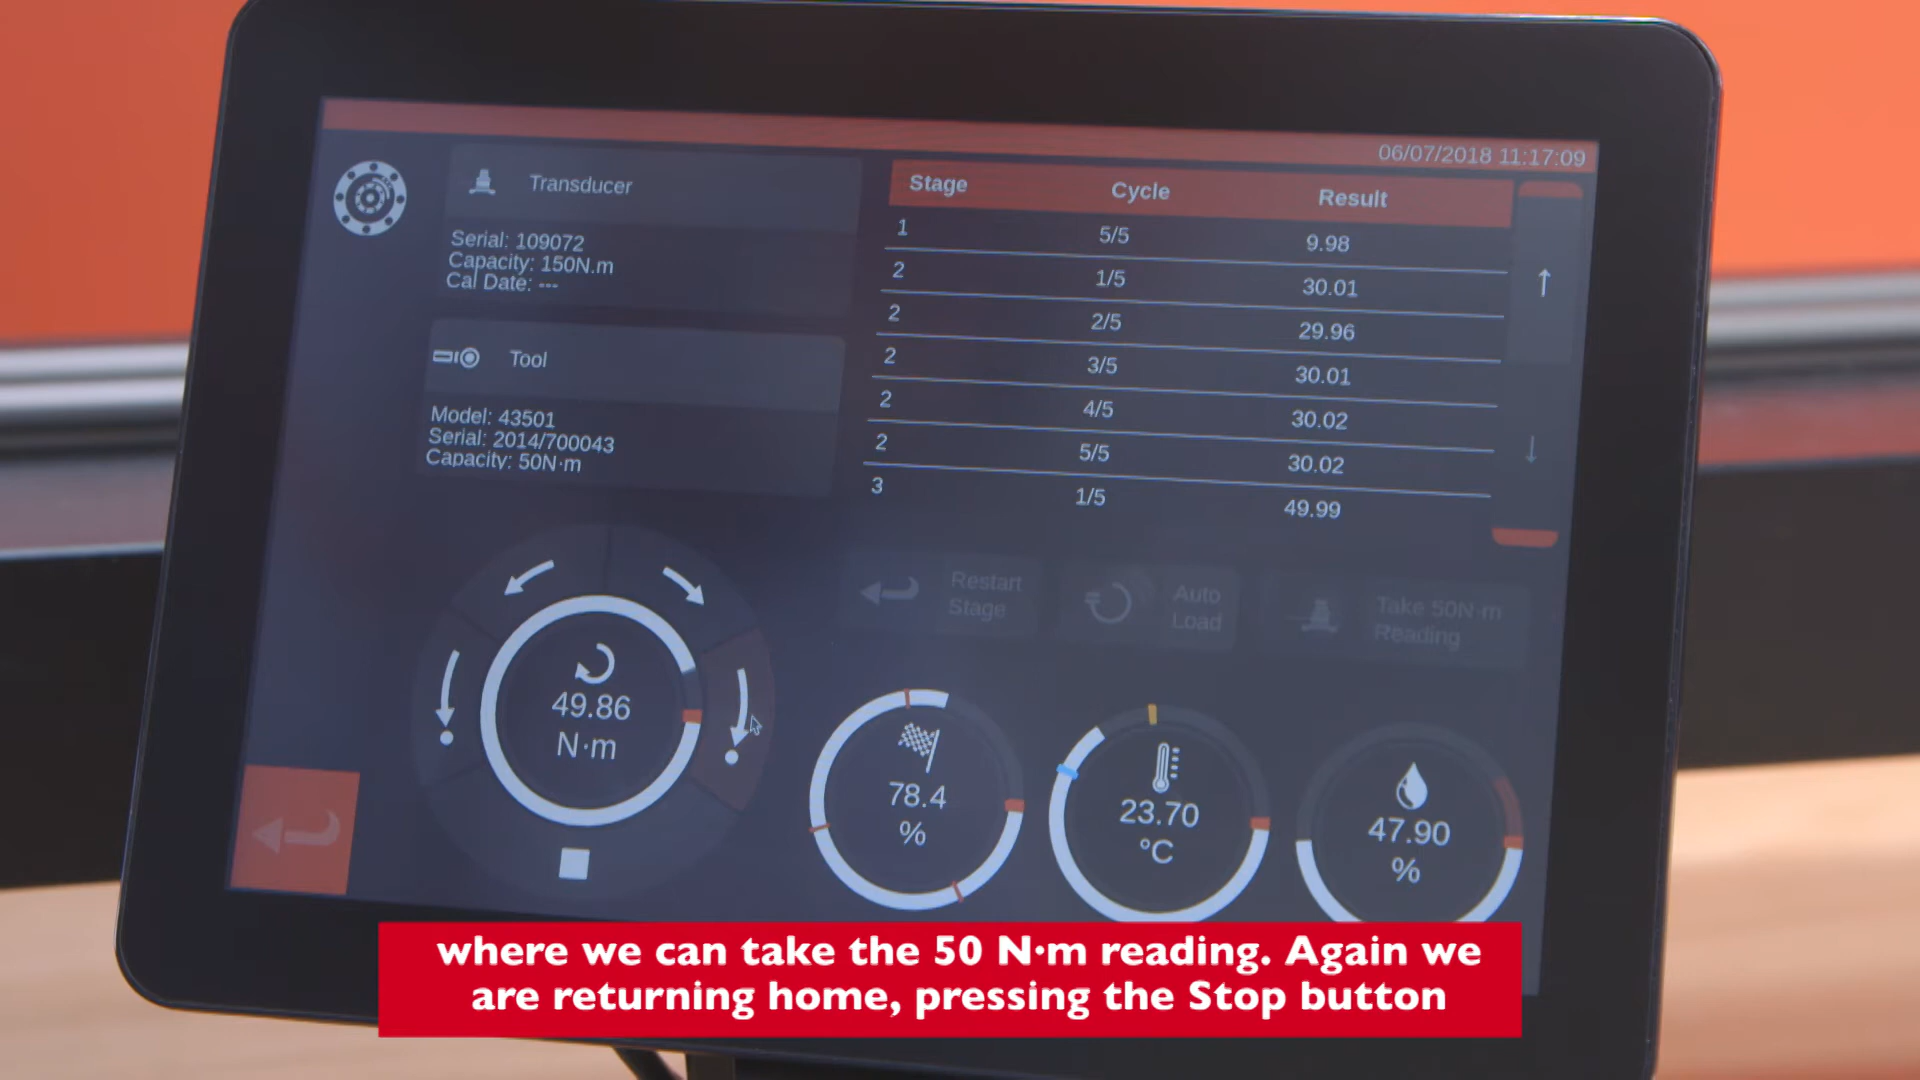 06/07/2018 11:17:09
Transducer
Serial: 109072
Capacity: 150N.m
Cal Date: ---
Tool
Model: 43501
Serial: 2014/700043
Capacity: 50N·m
Stage Cycle Result
1 5/5 9.98
2 1/5 30.01
2 2/5 29.96
2 3/5 30.01
2 4/5 30.02
2 5/5 30.02
3 1/5 49.99
Restart
Stage
Auto
Load
Take 50N·m
Reading
49.86
N·m
78.4
%
23.70
°C
47.90
%
where we can take the 50 N·m reading. Again we
are returning home, pressing the Stop button